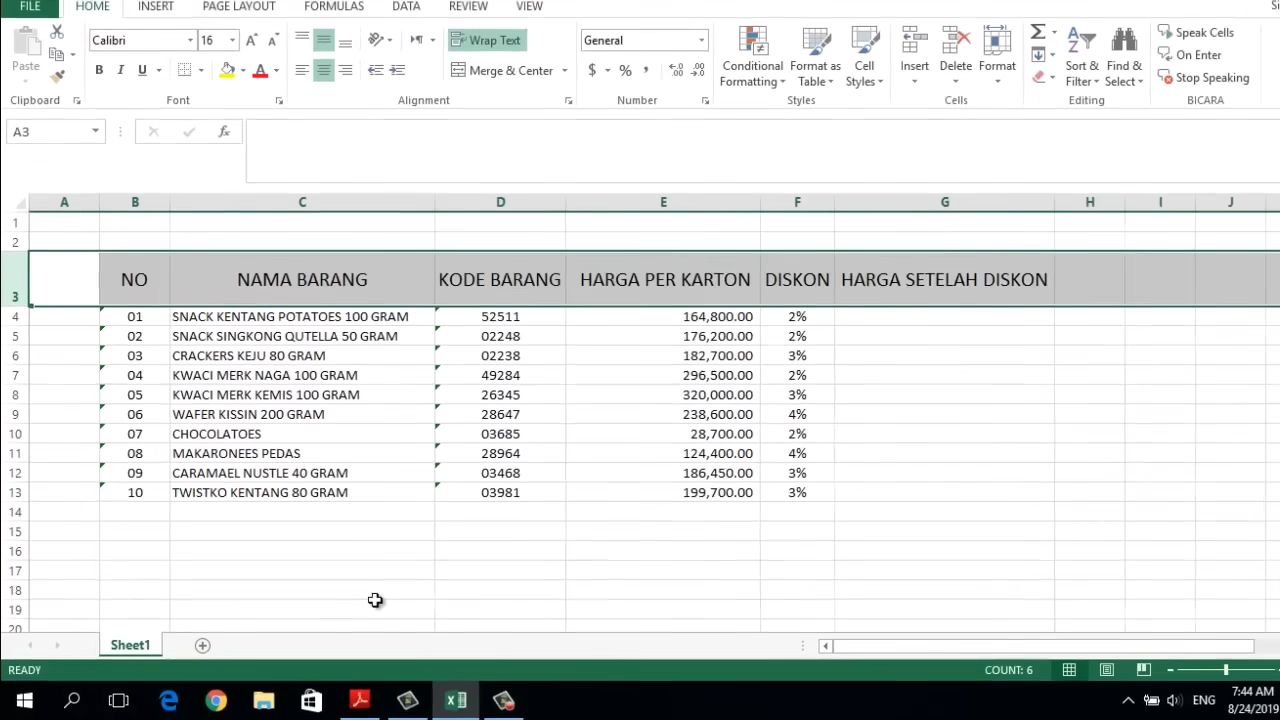 FILE HOME INSERT PAGE LAYOUT FORMULAS DATA REVIEW VIEW
Calibri 16 Wrap Text General Speak Cells
On Enter
Paste B I U Merge & Center $ % , Conditional Formatting Format as Table Cell Styles Insert Delete Format Sort & Filter Find & Select Stop Speaking
Clipboard Font Alignment Number Styles Cells Editing BICARA
A3 fx
A B C D E F G H I J
1
2
3 NO NAMA BARANG KODE BARANG HARGA PER KARTON DISKON HARGA SETELAH DISKON
4 01 SNACK KENTANG POTATOES 100 GRAM 52511 164,800.00 2%
5 02 SNACK SINGKONG QUTELLA 50 GRAM 02248 176,200.00 2%
6 03 CRACKERS KEJU 80 GRAM 02238 182,700.00 3%
7 04 KWACI MERK NAGA 100 GRAM 49284 296,500.00 2%
8 05 KWACI MERK KEMIS 100 GRAM 26345 320,000.00 3%
9 06 WAFER KISSIN 200 GRAM 28647 238,600.00 4%
10 07 CHOCOLATOES 03685 28,700.00 2%
11 08 MAKARONEES PEDAS 28964 124,400.00 4%
12 09 CARAMAEL NUSTLE 40 GRAM 03468 186,450.00 3%
13 10 TWISTKO KENTANG 80 GRAM 03981 199,700.00 3%
14
15
16
17
18
19
20
Sheet1
READY COUNT: 6
ENG 7:44 AM
8/24/2019